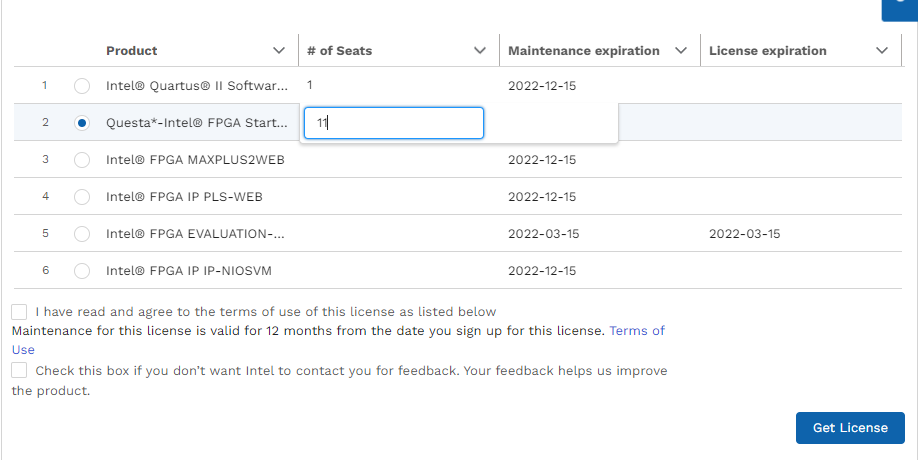 Product # of Seats Maintenance expiration License expiration
1 Intel® Quartus® II Softwar... 1 2022-12-15
2 Questa*-Intel® FPGA Start... 11
3 Intel® FPGA MAXPLUS2WEB 2022-12-15
4 Intel® FPGA IP PLS-WEB 2022-12-15
5 Intel® FPGA EVALUATION-... 2022-03-15 2022-03-15
6 Intel® FPGA IP IP-NIOSVM 2022-12-15
I have read and agree to the terms of use of this license as listed below
Maintenance for this license is valid for 12 months from the date you sign up for this license. Terms of
Use
Check this box if you don't want Intel to contact you for feedback. Your feedback helps us improve
the product.
Get License